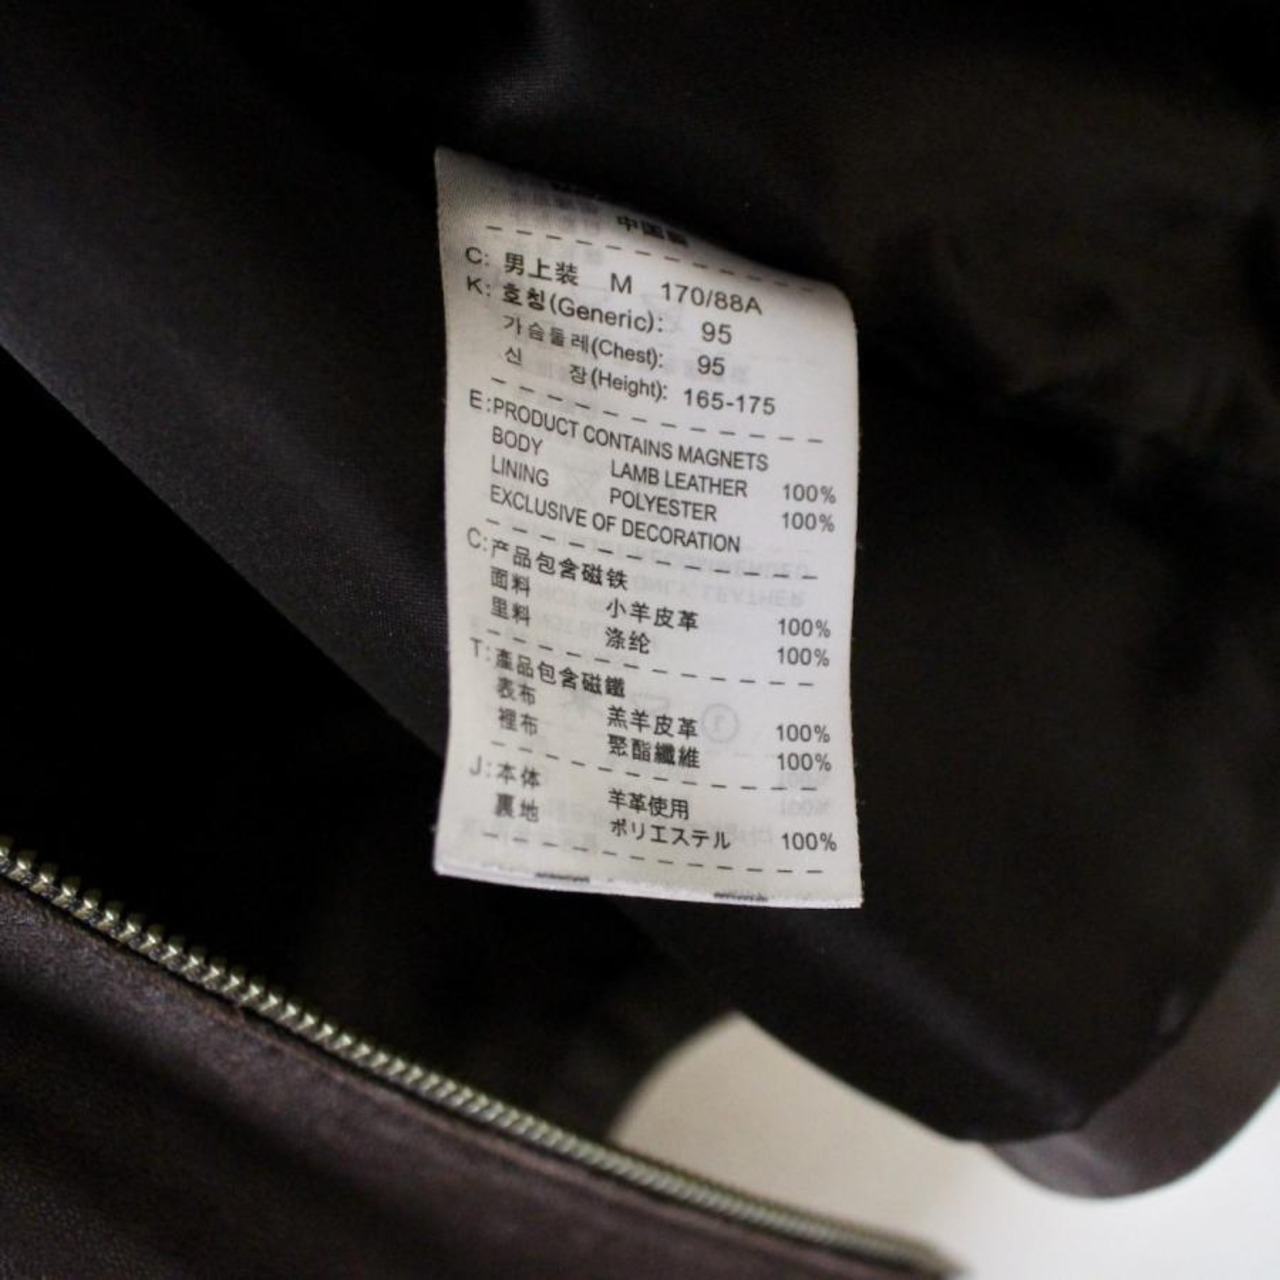 中国製
C: 男上装 M 170/88A
K: 호칭(Generic): 95
가슴둘레(Chest): 95
신 장(Height): 165-175
E:PRODUCT CONTAINS MAGNETS
BODY LAMB LEATHER 100%
LINING POLYESTER 100%
EXCLUSIVE OF DECORATION
C:产品包含磁铁
面料 小羊皮革 100%
里料 涤纶 100%
T:產品包含磁鐵
表布 羔羊皮革 100%
裡布 聚酯纖維 100%
J:本体 羊革使用
裏地 ポリエステル 100%